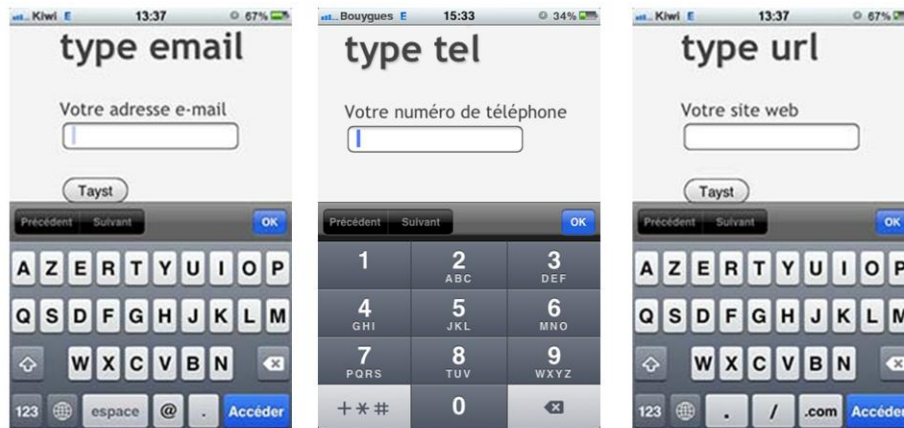 Kiwi E 13:37 67%
type email
Votre adresse e-mail
Tayst
Précédent Suivant OK
A Z E R T Y U I O P
Q S D F G H J K L M
W X C V B N
123 espace @ . Accéder
Bouygues E 15:33 34%
type tel
Votre numéro de téléphone
Précédent Suivant OK
1 2 3
ABC DEF
4 5 6
GHI JKL MNO
7 8 9
PQRS TUV WXYZ
+*# 0
Kiwi E 13:37 67%
type url
Votre site web
Tayst
Précédent Suivant OK
A Z E R T Y U I O P
Q S D F G H J K L M
W X C V B N
123 . / .com Accéder